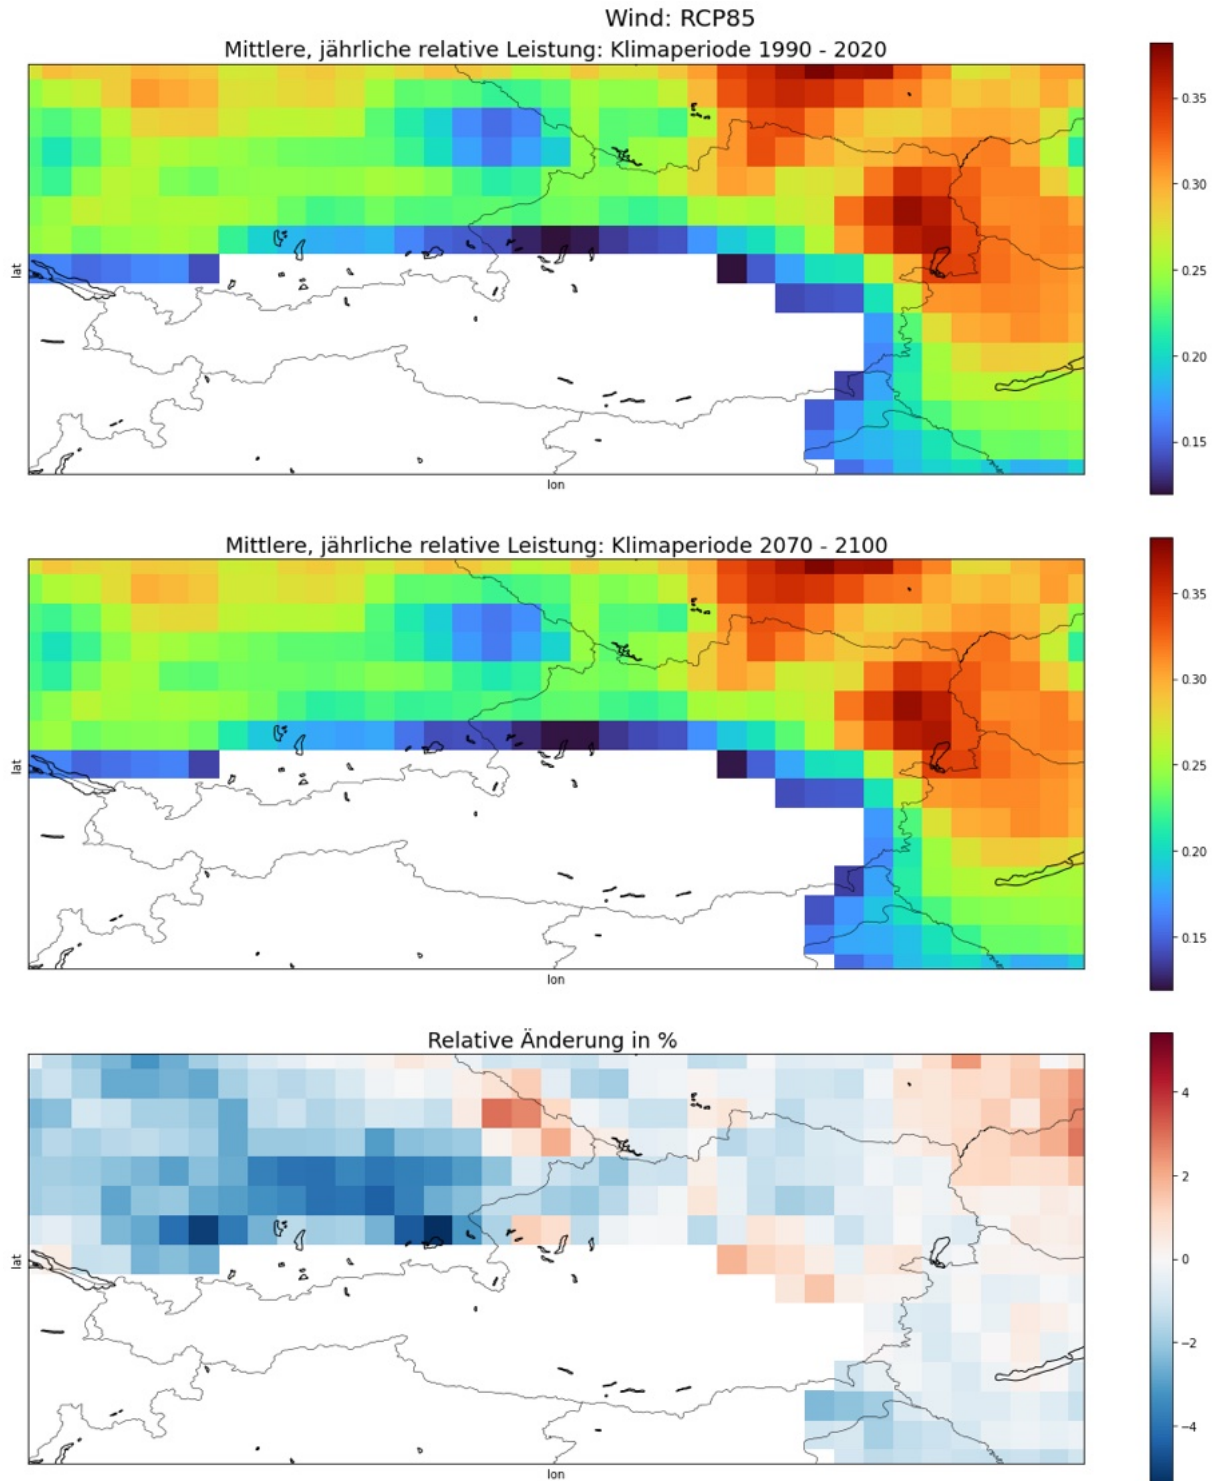 Wind: RCP85
Mittlere, jährliche relative Leistung: Klimaperiode 1990 - 2020
0.35
0.30
0.25
0.20
0.15
lat
lon
Mittlere, jährliche relative Leistung: Klimaperiode 2070 - 2100
0.35
0.30
0.25
0.20
0.15
lat
lon
Relative Änderung in %
4
2
0
−2
−4
lat
lon